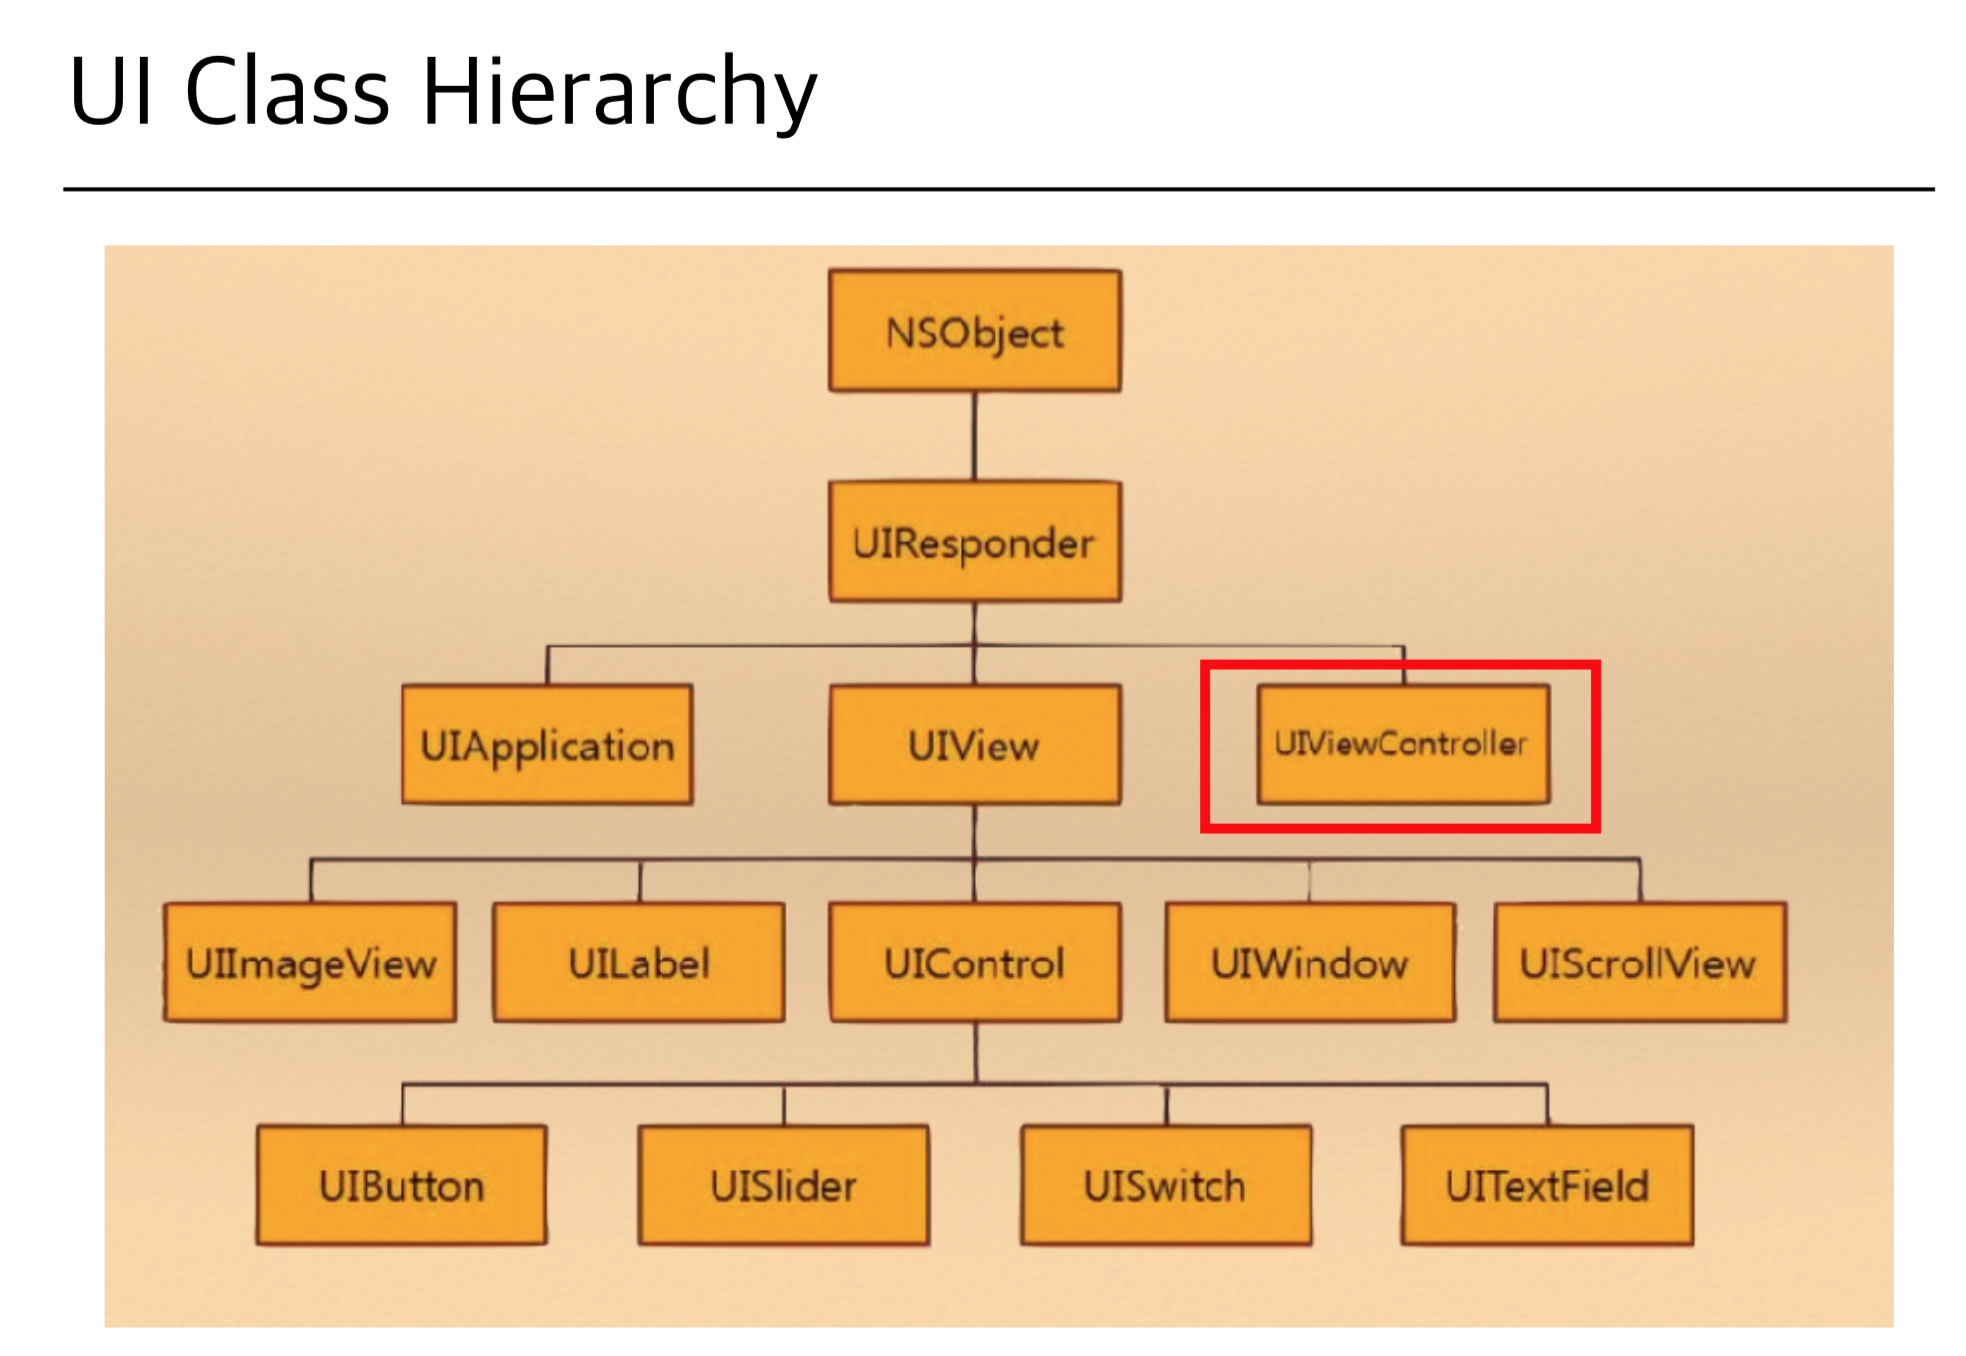 UI Class Hierarchy
NSObject
UIResponder
UIApplication
UIView
UIViewController
UIImageView
UILabel
UIControl
UIWindow
UIScrollView
UIButton
UISlider
UISwitch
UITextField